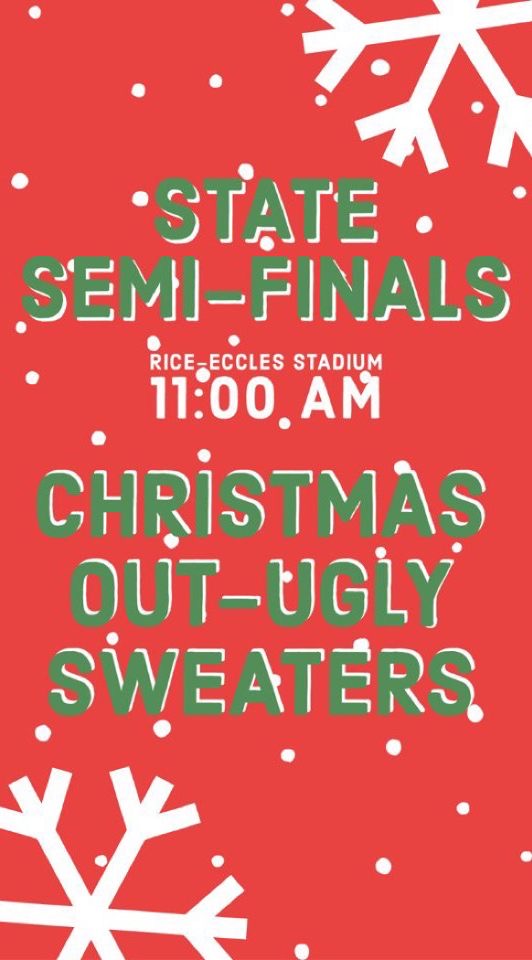 STATE
SEMI-FINALS
RICE-ECCLES STADIUM
11:00 AM
CHRISTMAS
OUT-UGLY
SWEATERS